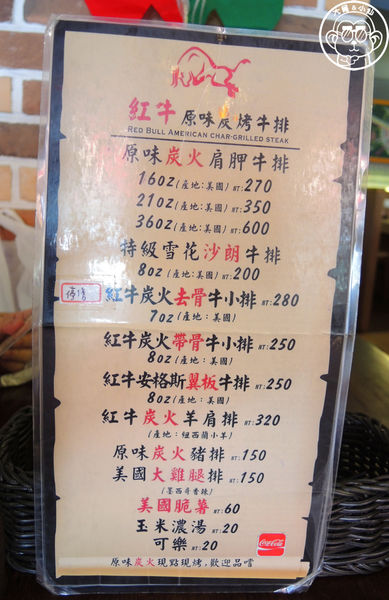 紅牛 原味炭烤牛排
RED BULL AMERICAN CHAR-GRILLED STEAK
原味炭火肩胛牛排
16oz(產地:美國) NT:270
21oz(產地:美國) NT:350
36oz(產地:美國) NT:600
特級雪花沙朗牛排
8oz(產地:美國) NT:200
紅牛炭火去骨牛小排 NT:280
7oz(產地:美國)
紅牛炭火帶骨牛小排 NT:250
8oz(產地:美國)
紅牛安格斯翼板牛排 NT:250
8oz(產地:美國)
紅牛炭火羊肩排 NT:320
(產地:紐西蘭小羊)
原味炭火豬排 NT:150
美國大雞腿排 NT:150
(墨西哥香辣)
美國脆薯 NT:60
玉米濃湯 NT:20
可樂 NT:20
Coca-Cola
原味炭火現點現烤,歡迎品嚐